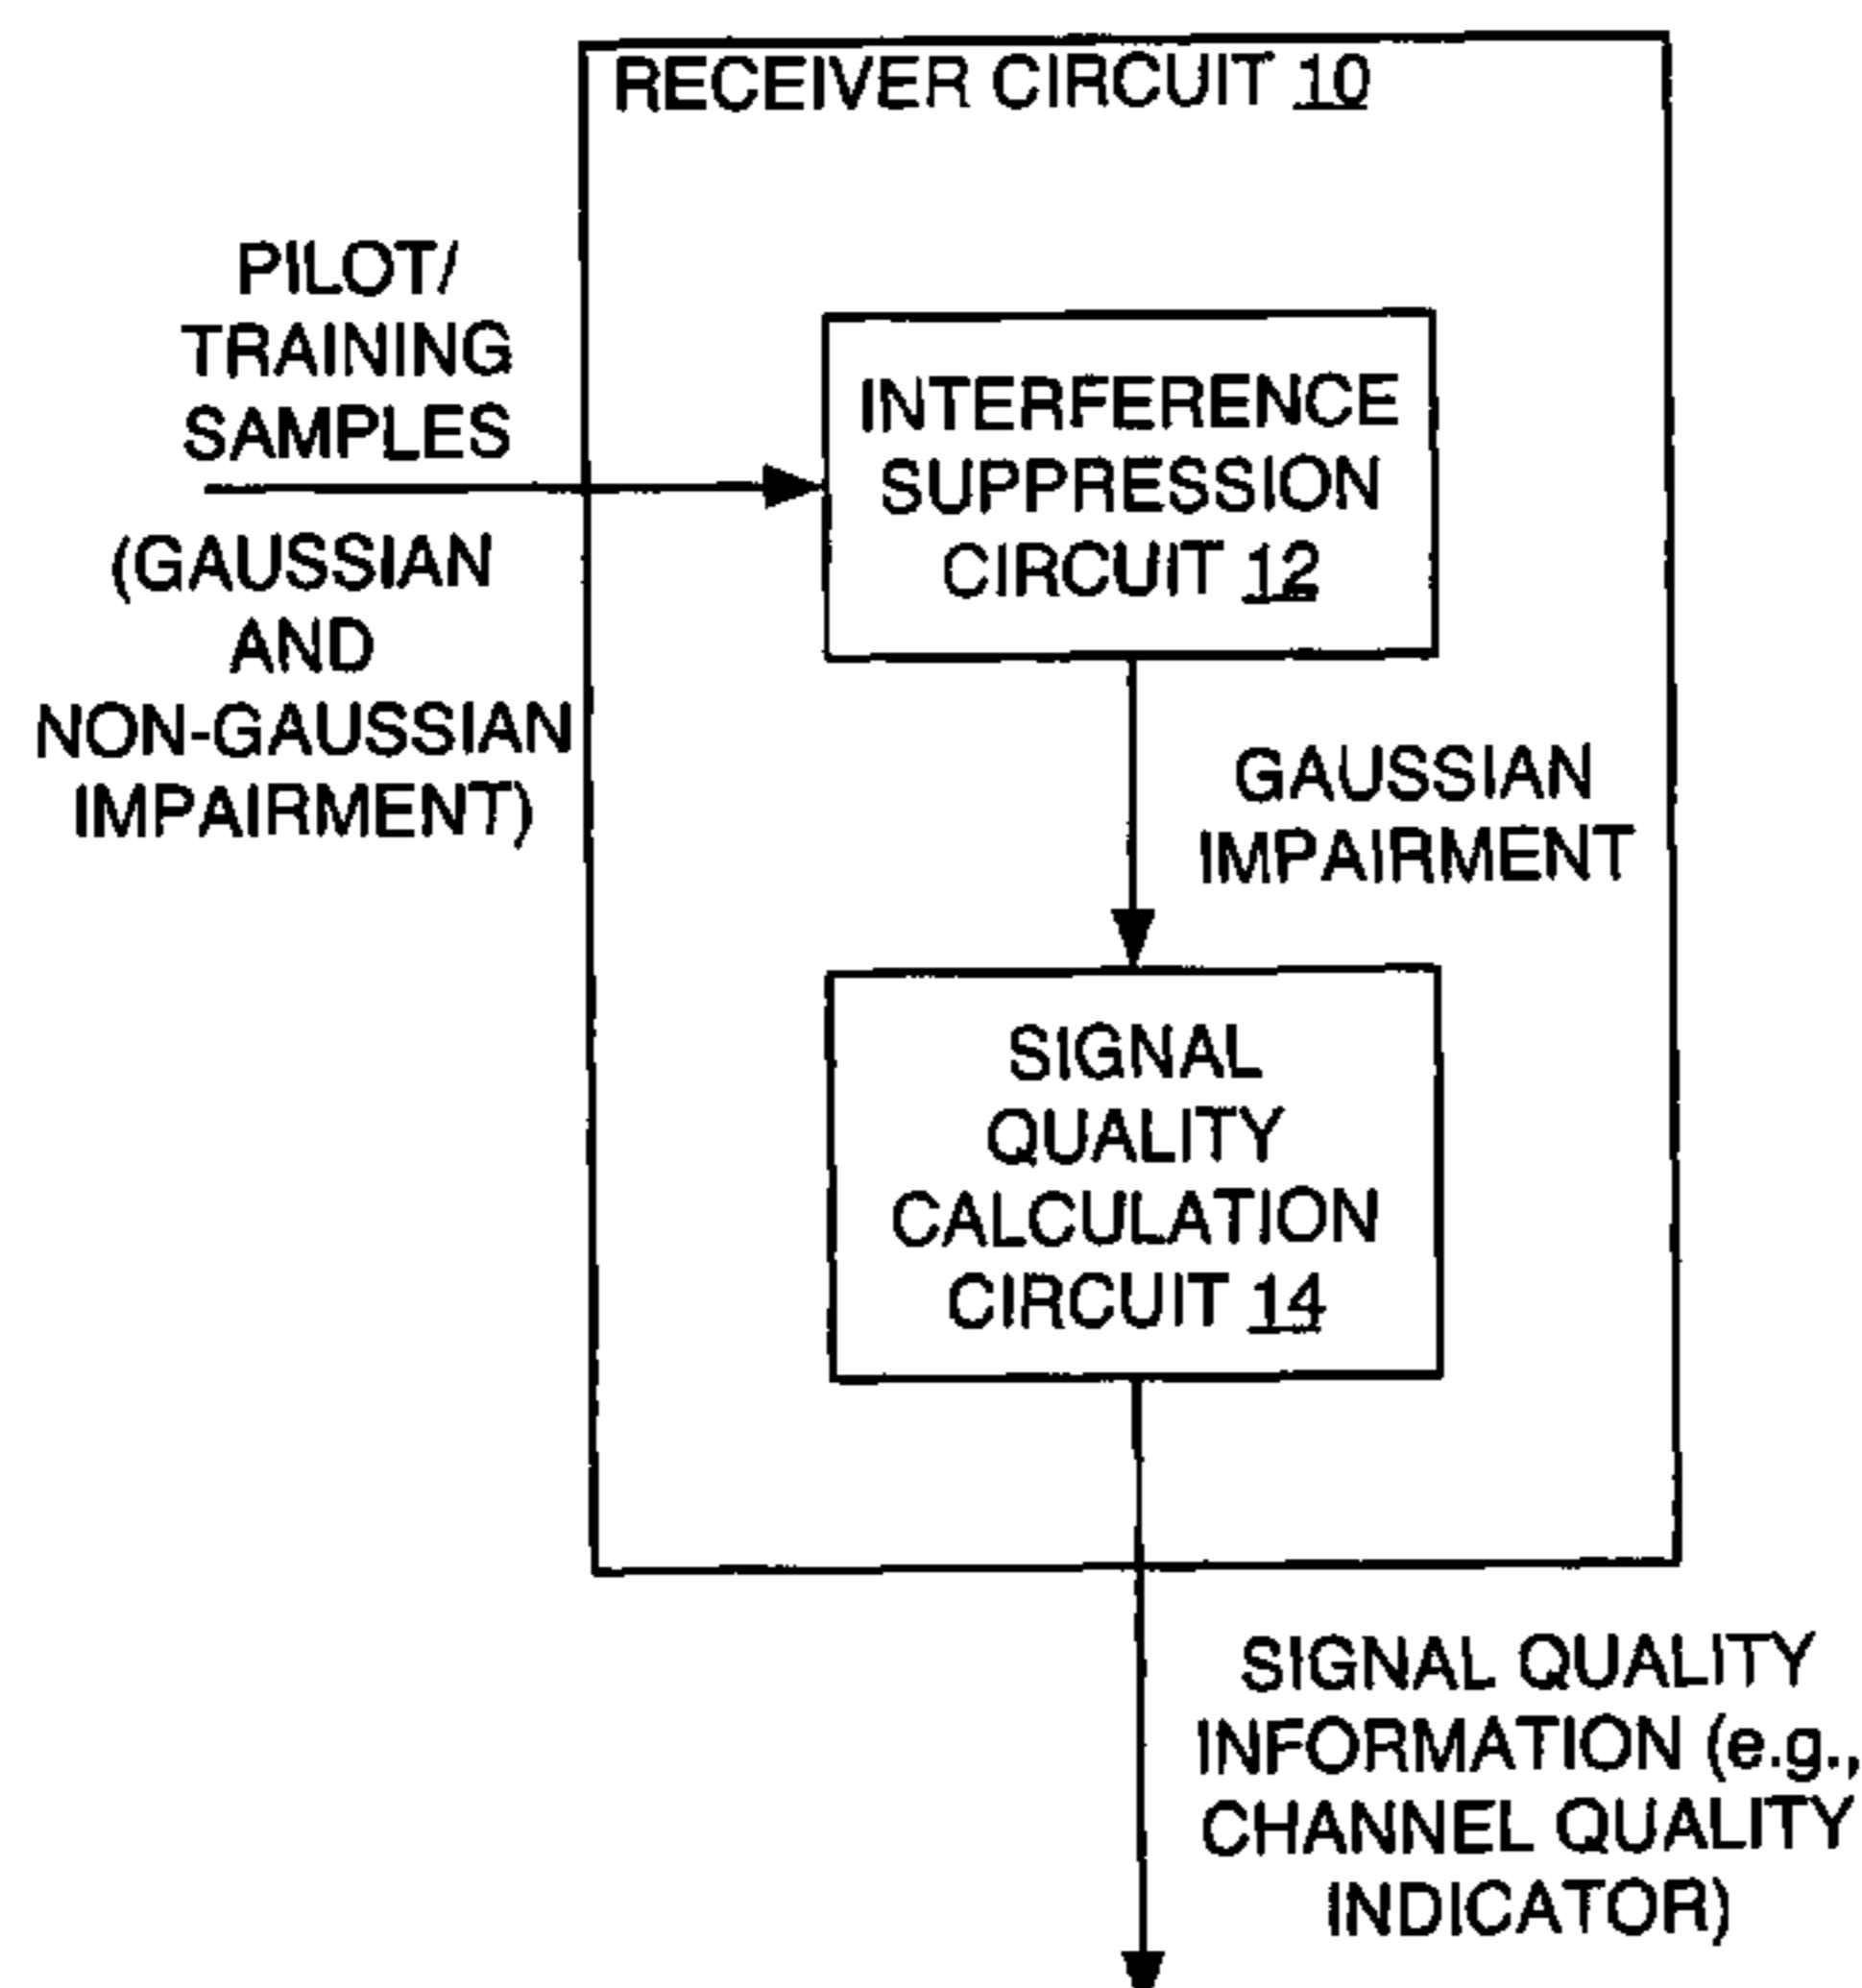 RECEIVER CIRCUIT 10
PILOT/
TRAINING
SAMPLES
(GAUSSIAN
AND
NON-GAUSSIAN
IMPAIRMENT)
INTERFERENCE
SUPPRESSION
CIRCUIT 12
GAUSSIAN
IMPAIRMENT
SIGNAL
QUALITY
CALCULATION
CIRCUIT 14
SIGNAL QUALITY
INFORMATION (e.g.,
CHANNEL QUALITY
INDICATOR)